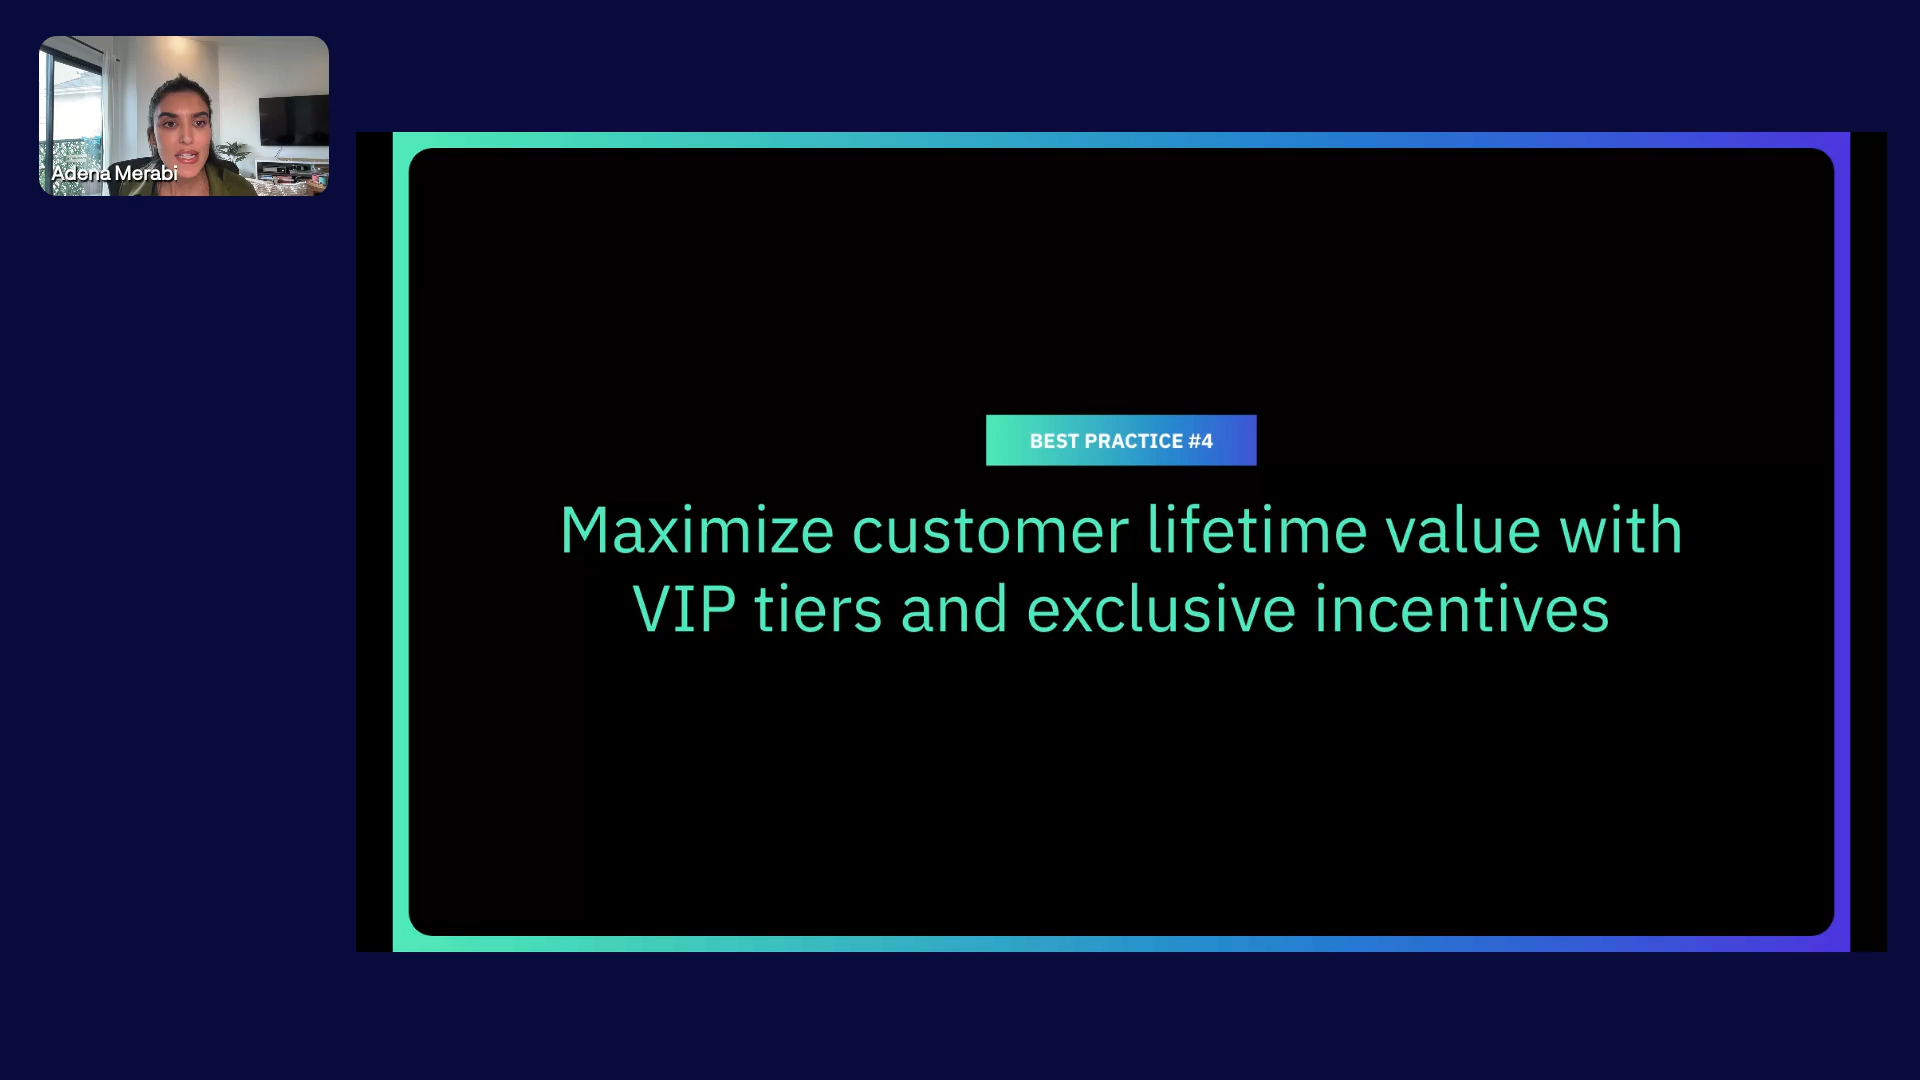 Adena Merabi
BEST PRACTICE #4
Maximize customer lifetime value with
VIP tiers and exclusive incentives